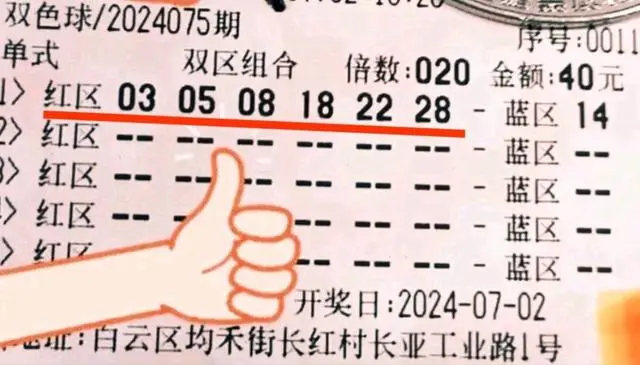 双色球/2024075期
序号:0011
单式 双区组合 倍数:020 金额:40元
1> 红区 03 05 08 18 22 28 - 蓝区 14
2> 红区 -- -- -- -- -- -- - 蓝区 --
3> 红区 -- -- -- -- -- -- - 蓝区 --
> 红区 -- -- -- -- -- - 蓝区 --
> 红区 -- -- -- - 蓝区 --
开奖日:2024-07-02
址:白云区均禾街长红村长亚工业路1号